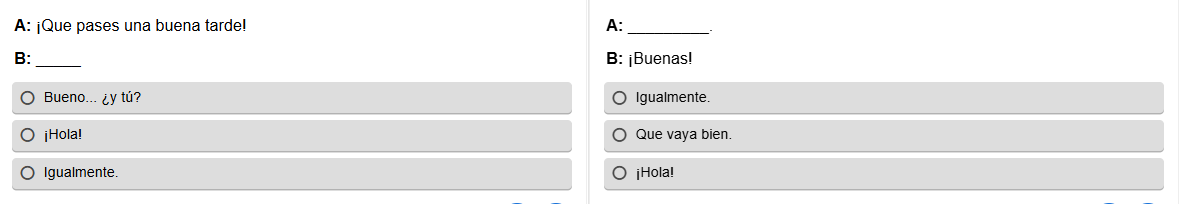 A: ¡Que pases una buena tarde!
B: _____
Bueno... ¿y tú?
¡Hola!
Igualmente.
A: _________.
B: ¡Buenas!
Igualmente.
Que vaya bien.
¡Hola!